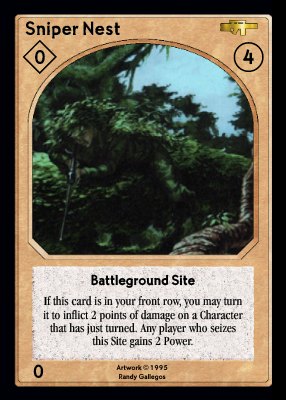 Sniper Nest
0
4
Battleground Site
If this card is in your front row, you may turn
it to inflict 2 points of damage on a Character
that has just turned. Any player who seizes
this Site gains 2 Power.
0
Artwork © 1995
Randy Gallegos